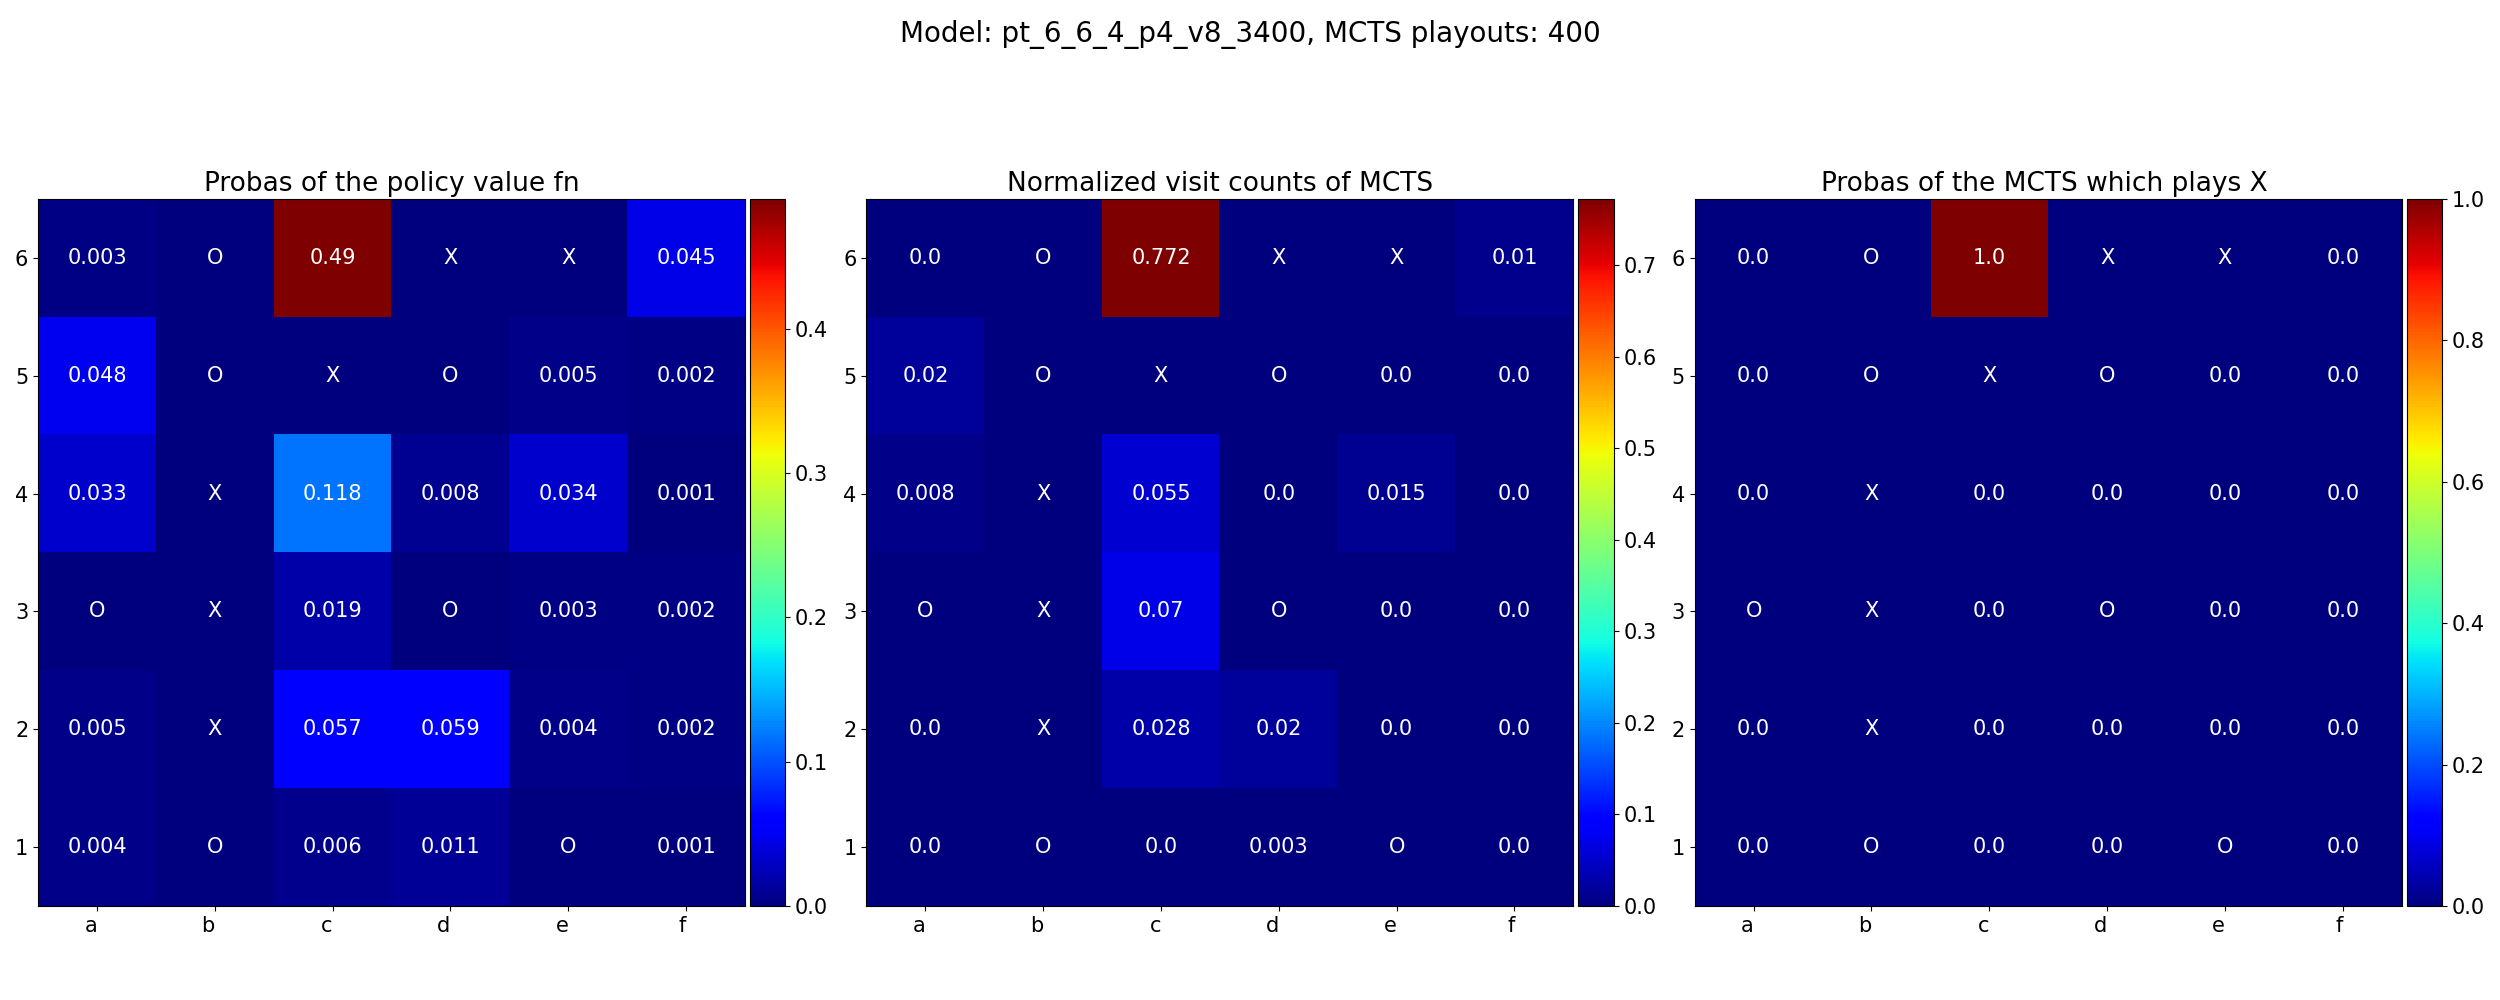 Model: pt_6_6_4_p4_v8_3400, MCTS playouts: 400
Probas of the policy value fn
6 0.003 O 0.49 X X 0.045
5 0.048 O X O 0.005 0.002
4 0.033 X 0.118 0.008 0.034 0.001
3 O X 0.019 O 0.003 0.002
2 0.005 X 0.057 0.059 0.004 0.002
1 0.004 O 0.006 0.011 O 0.001
a b c d e f
0.4
0.3
0.2
0.1
0.0
Normalized visit counts of MCTS
6 0.0 O 0.772 X X 0.01
5 0.02 O X O 0.0 0.0
4 0.008 X 0.055 0.0 0.015 0.0
3 O X 0.07 O 0.0 0.0
2 0.0 X 0.028 0.02 0.0 0.0
1 0.0 O 0.0 0.003 O 0.0
a b c d e f
0.7
0.6
0.5
0.4
0.3
0.2
0.1
0.0
Probas of the MCTS which plays X
6 0.0 O 1.0 X X 0.0
5 0.0 O X O 0.0 0.0
4 0.0 X 0.0 0.0 0.0 0.0
3 O X 0.0 O 0.0 0.0
2 0.0 X 0.0 0.0 0.0 0.0
1 0.0 O 0.0 0.0 O 0.0
a b c d e f
1.0
0.8
0.6
0.4
0.2
0.0